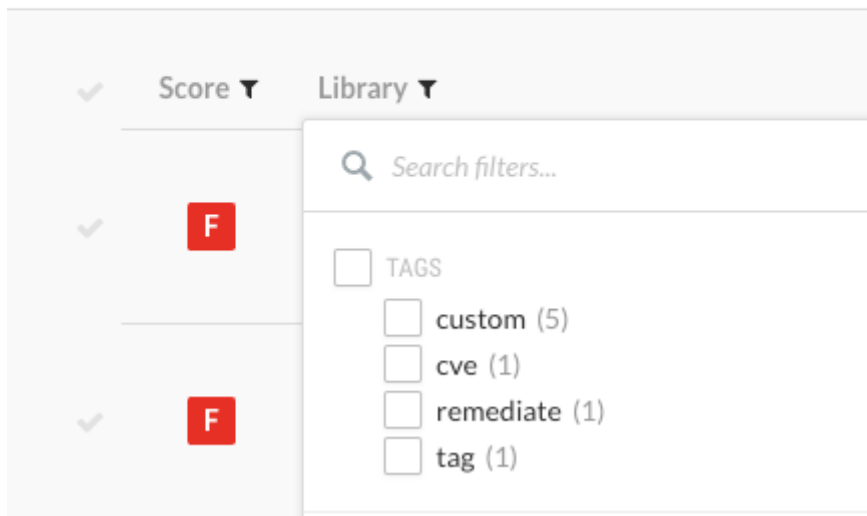 Score Library
Search filters...
F
TAGS
custom (5)
cve (1)
remediate (1)
F
tag (1)